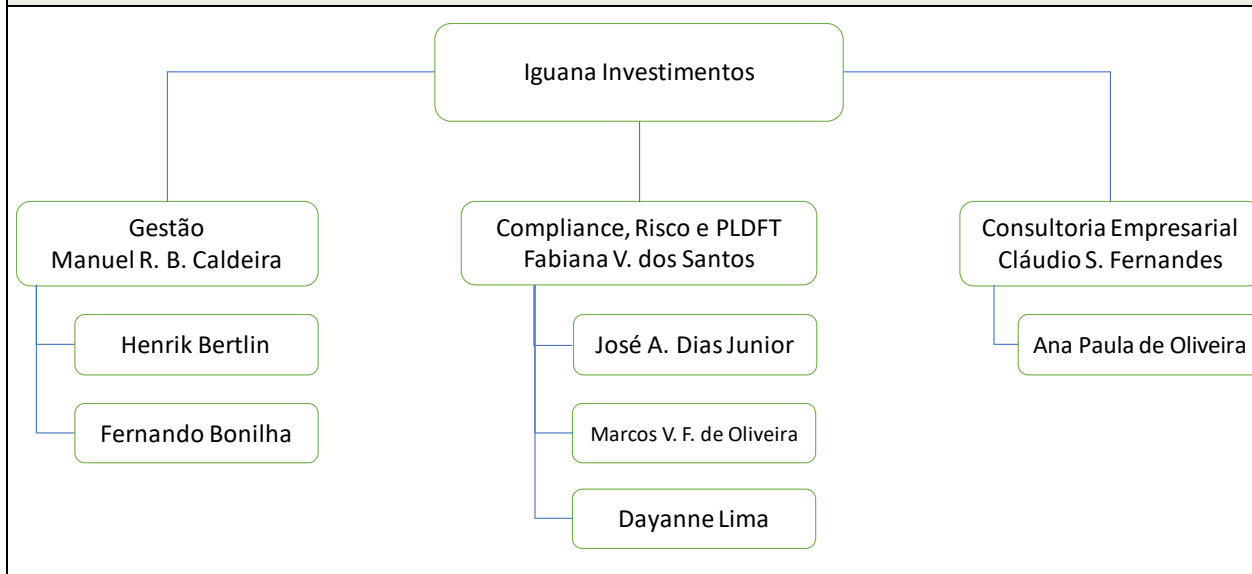 Iguana Investimentos
Gestão
Manuel R. B. Caldeira
Henrik Bertlin
Fernando Bonilha
Compliance, Risco e PLDFT
Fabiana V. dos Santos
José A. Dias Junior
Marcos V. F. de Oliveira
Dayanne Lima
Consultoria Empresarial
Cláudio S. Fernandes
Ana Paula de Oliveira